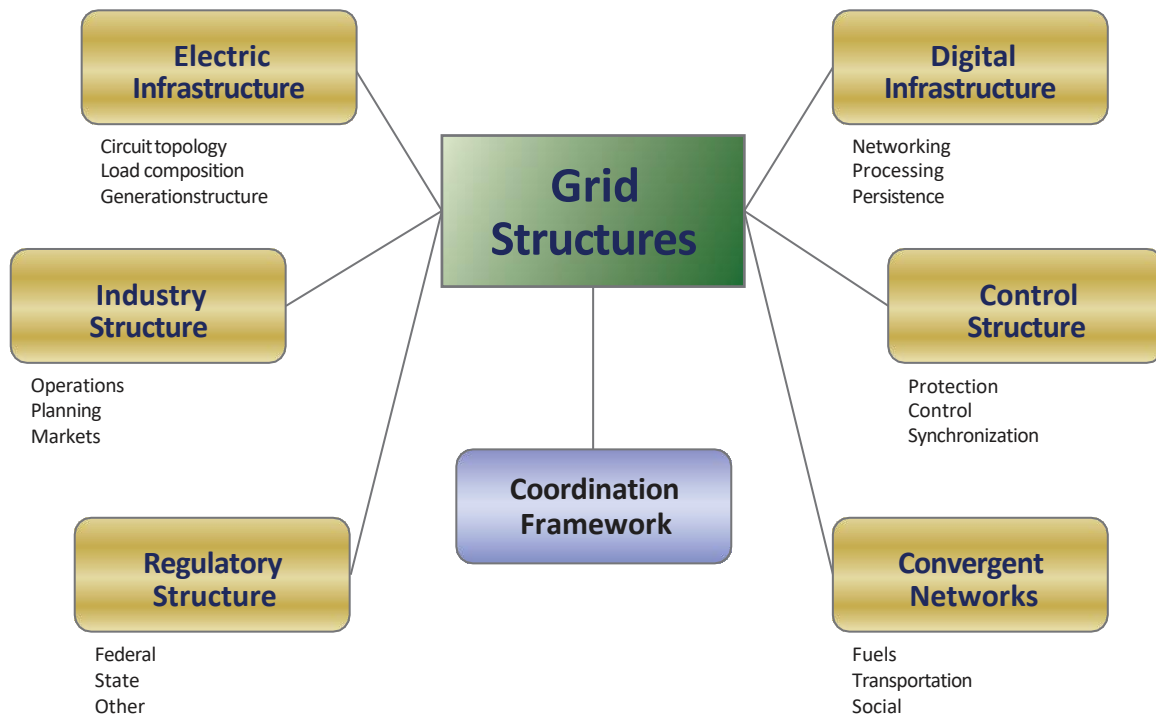 Electric
Infrastructure
Circuit topology
Load composition
Generationstructure
Digital
Infrastructure
Networking
Processing
Persistence
Grid
Structures
Industry
Structure
Operations
Planning
Markets
Control
Structure
Protection
Control
Synchronization
Coordination
Framework
Regulatory
Structure
Federal
State
Other
Convergent
Networks
Fuels
Transportation
Social